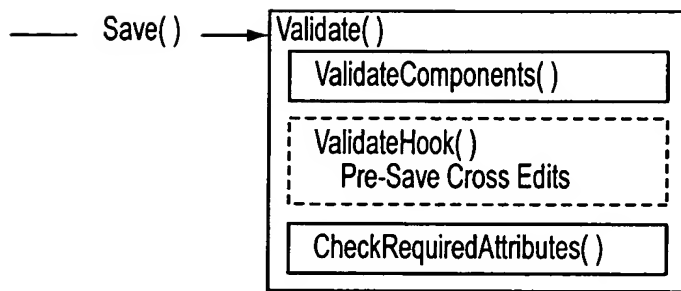 Save( )
Validate( )
ValidateComponents( )
ValidateHook( )
Pre-Save Cross Edits
CheckRequiredAttributes( )